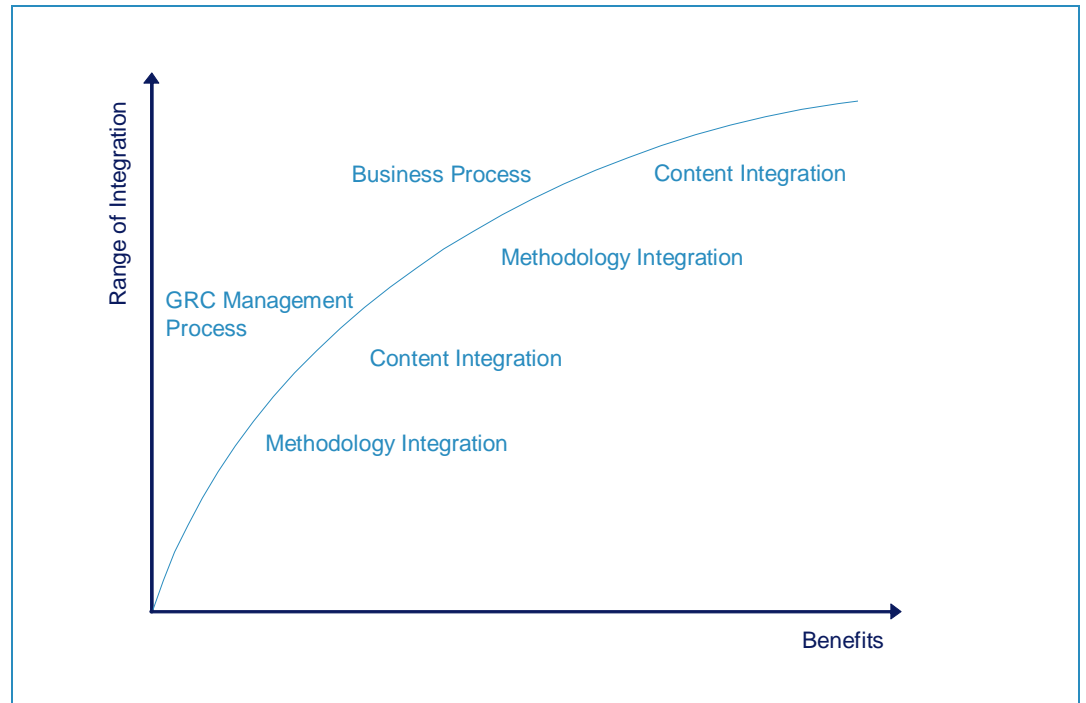 Range of Integration
Business Process
Content Integration
Methodology Integration
GRC Management
Process
Content Integration
Methodology Integration
Benefits